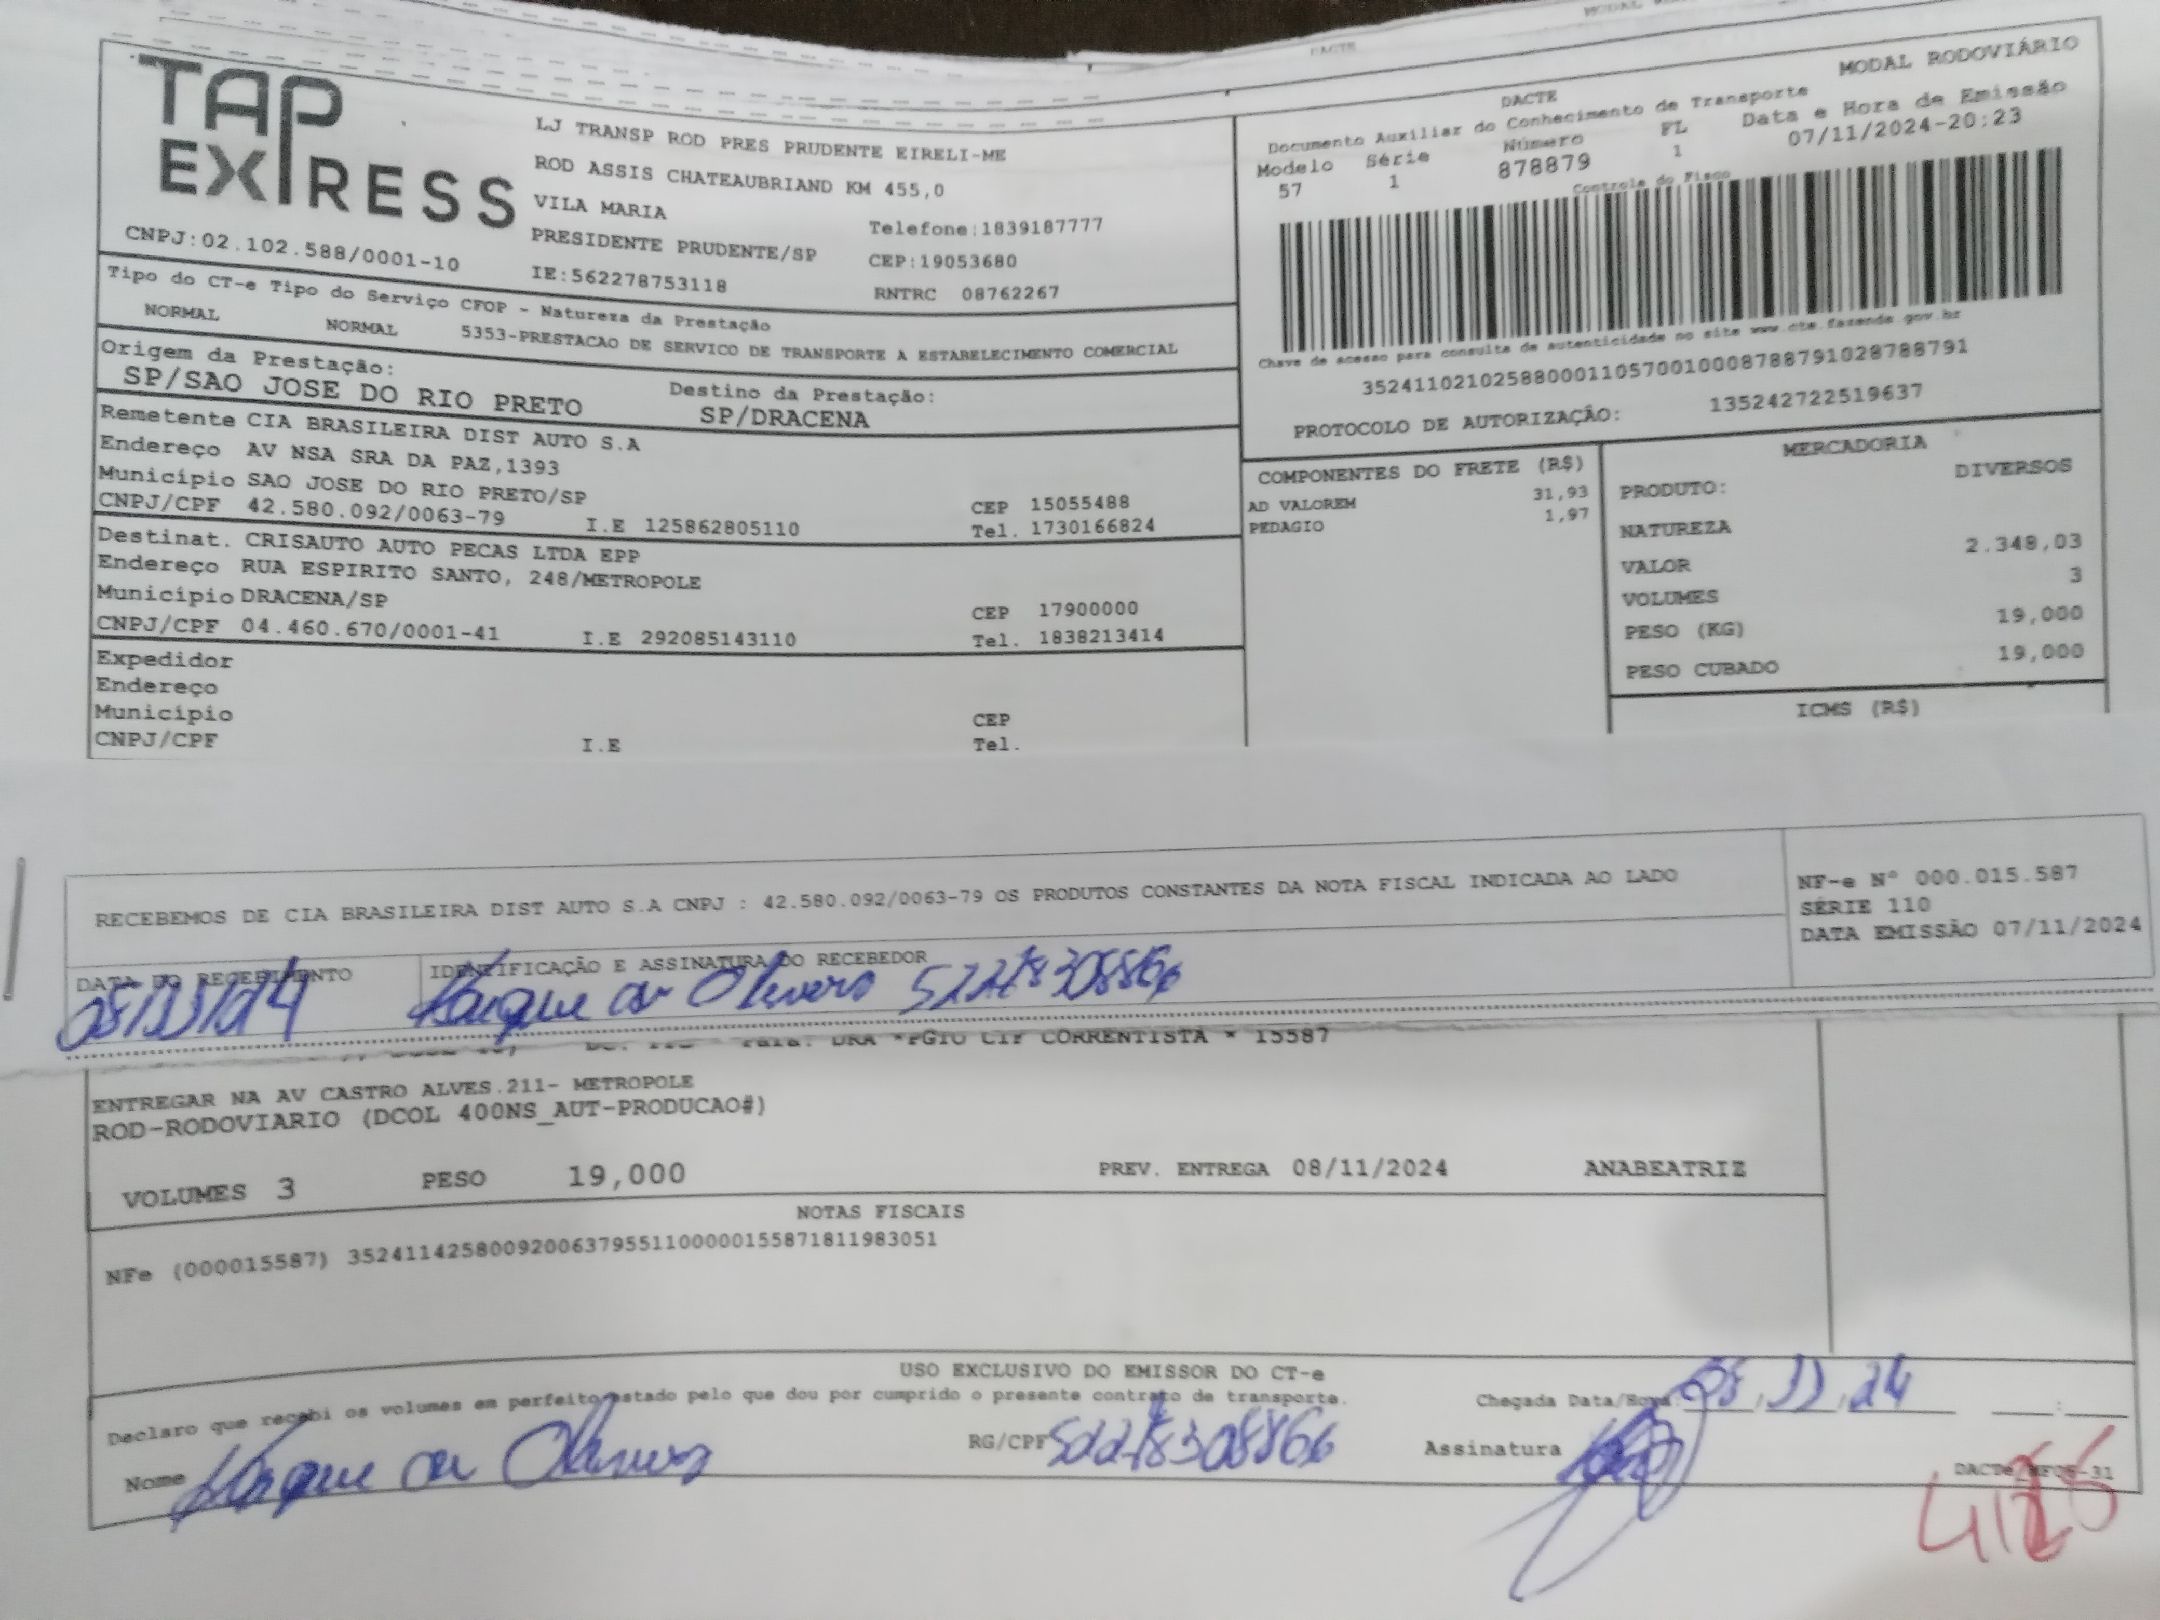 MODAL RODOVIÁRIO
TAP
EXPRESS
CNPJ:02.102.588/0001-10
LJ TRANSP ROD PRES PRUDENTE EIRELI-ME
ROD ASSIS CHATEAUBRIAND KM 455,0
VILA MARIA
Telefone:1839187777
PRESIDENTE PRUDENTE/SP
CEP:19053680
IE:562278753118
RNTRC 08762267
DACTE
Documento Auxiliar do Conhecimento de Transporte
Modelo Série Número FL Data e Hora de Emissão
57 1 878879 1 07/11/2024-20:23
Controle do Fisco
Chave de acesso para consulta de autenticidade no site www.cte.fazenda.gov.br
35241102102588000110570010008788791028788791
PROTOCOLO DE AUTORIZAÇÃO: 135242722519637
Tipo do CT-e Tipo do Serviço CFOP - Natureza da Prestação
NORMAL NORMAL 5353-PRESTACAO DE SERVICO DE TRANSPORTE A ESTABELECIMENTO COMERCIAL
Origem da Prestação: Destino da Prestação:
SP/SAO JOSE DO RIO PRETO SP/DRACENA
Remetente CIA BRASILEIRA DIST AUTO S.A
Endereço AV NSA SRA DA PAZ,1393
Município SAO JOSE DO RIO PRETO/SP CEP 15055488
CNPJ/CPF 42.580.092/0063-79 I.E 125862805110 Tel. 1730166824
Destinat. CRISAUTO AUTO PECAS LTDA EPP
Endereço RUA ESPIRITO SANTO, 248/METROPOLE
Município DRACENA/SP CEP 17900000
CNPJ/CPF 04.460.670/0001-41 I.E 292085143110 Tel. 1838213414
Expedidor
Endereço
Município CEP
CNPJ/CPF I.E Tel.
COMPONENTES DO FRETE (R$)
AD VALOREM 31,93
PEDAGIO 1,97
MERCADORIA
PRODUTO: DIVERSOS
NATUREZA
VALOR 2.348,03
VOLUMES 3
PESO (KG) 19,000
PESO CUBADO 19,000
ICMS (R$)
RECEBEMOS DE CIA BRASILEIRA DIST AUTO S.A CNPJ : 42.580.092/0063-79 OS PRODUTOS CONSTANTES DA NOTA FISCAL INDICADA AO LADO
NF-e Nº 000.015.587
SÉRIE 110
DATA EMISSÃO 07/11/2024
DATA DO RECEBIMENTO IDENTIFICAÇÃO E ASSINATURA DO RECEBEDOR
DRA *PGTO CIF CORRENTISTA * 15587
ENTREGAR NA AV CASTRO ALVES.211- METROPOLE
ROD-RODOVIARIO (DCOL 400NS_AUT-PRODUCAO#)
VOLUMES 3 PESO 19,000 PREV. ENTREGA 08/11/2024 ANABEATRIZ
NOTAS FISCAIS
NFe (000015587) 35241142580092006379551100000155871811983051
USO EXCLUSIVO DO EMISSOR DO CT-e
Declaro que recebi os volumes em perfeito estado pelo que dou por cumprido o presente contrato de transporte.
Chegada Data/Hora:
Nome RG/CPF Assinatura